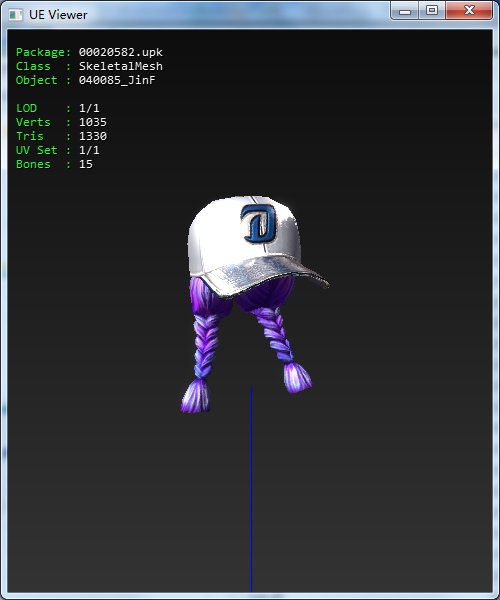 UE Viewer
Package: 00020582.upk
Class : SkeletalMesh
Object : 040085_JinF
LOD : 1/1
Verts : 1035
Tris : 1330
UV Set : 1/1
Bones : 15
D